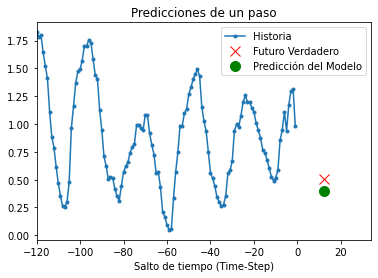 Predicciones de un paso
Historia
Futuro Verdadero
Predicción del Modelo
1.75
1.50
1.25
1.00
0.75
0.50
0.25
0.00
−120 −100 −80 −60 −40 −20 0 20
Salto de tiempo (Time-Step)